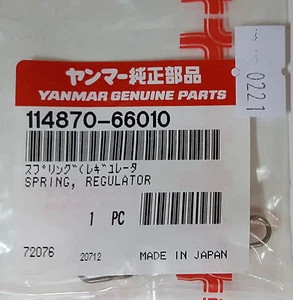 ヤンマー純正部品
YANMAR GENUINE PARTS
114870-66010
スプリング(レギュレータ
SPRING, REGULATOR
1 PC
72076 20712 MADE IN JAPAN
0221